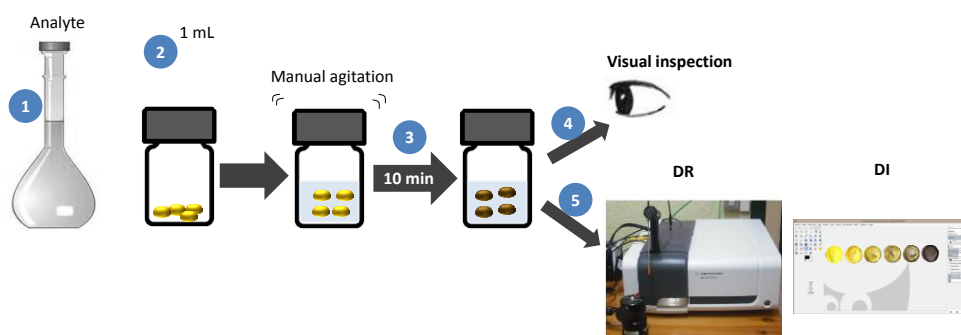 Analyte
1
2
1 mL
Manual agitation
3
10 min
4
Visual inspection
5
DR
DI